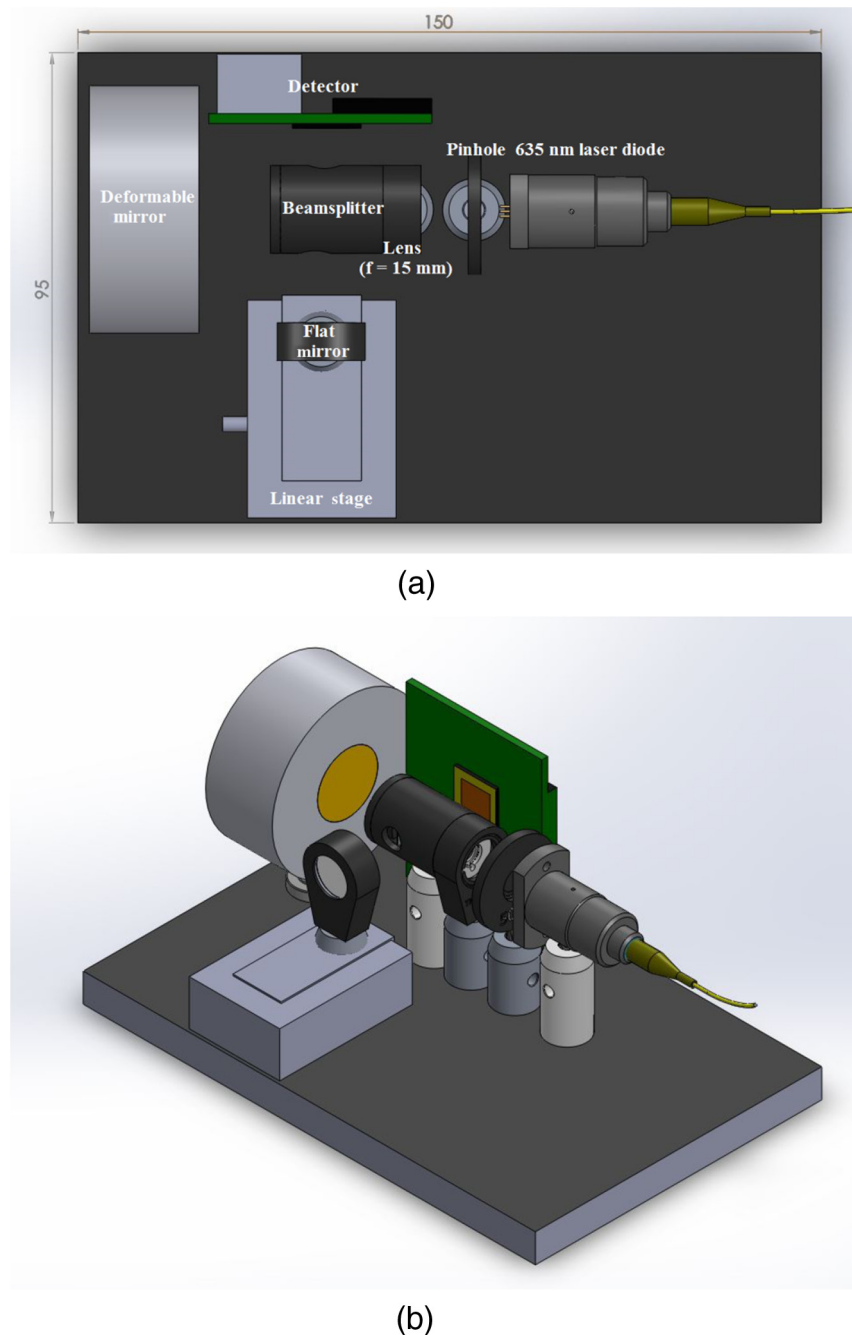 150
Detector
Pinhole 635 nm laser diode
Deformable
mirror
Beamsplitter
Lens
(f = 15 mm)
95
Flat
mirror
Linear stage
(a)
(b)